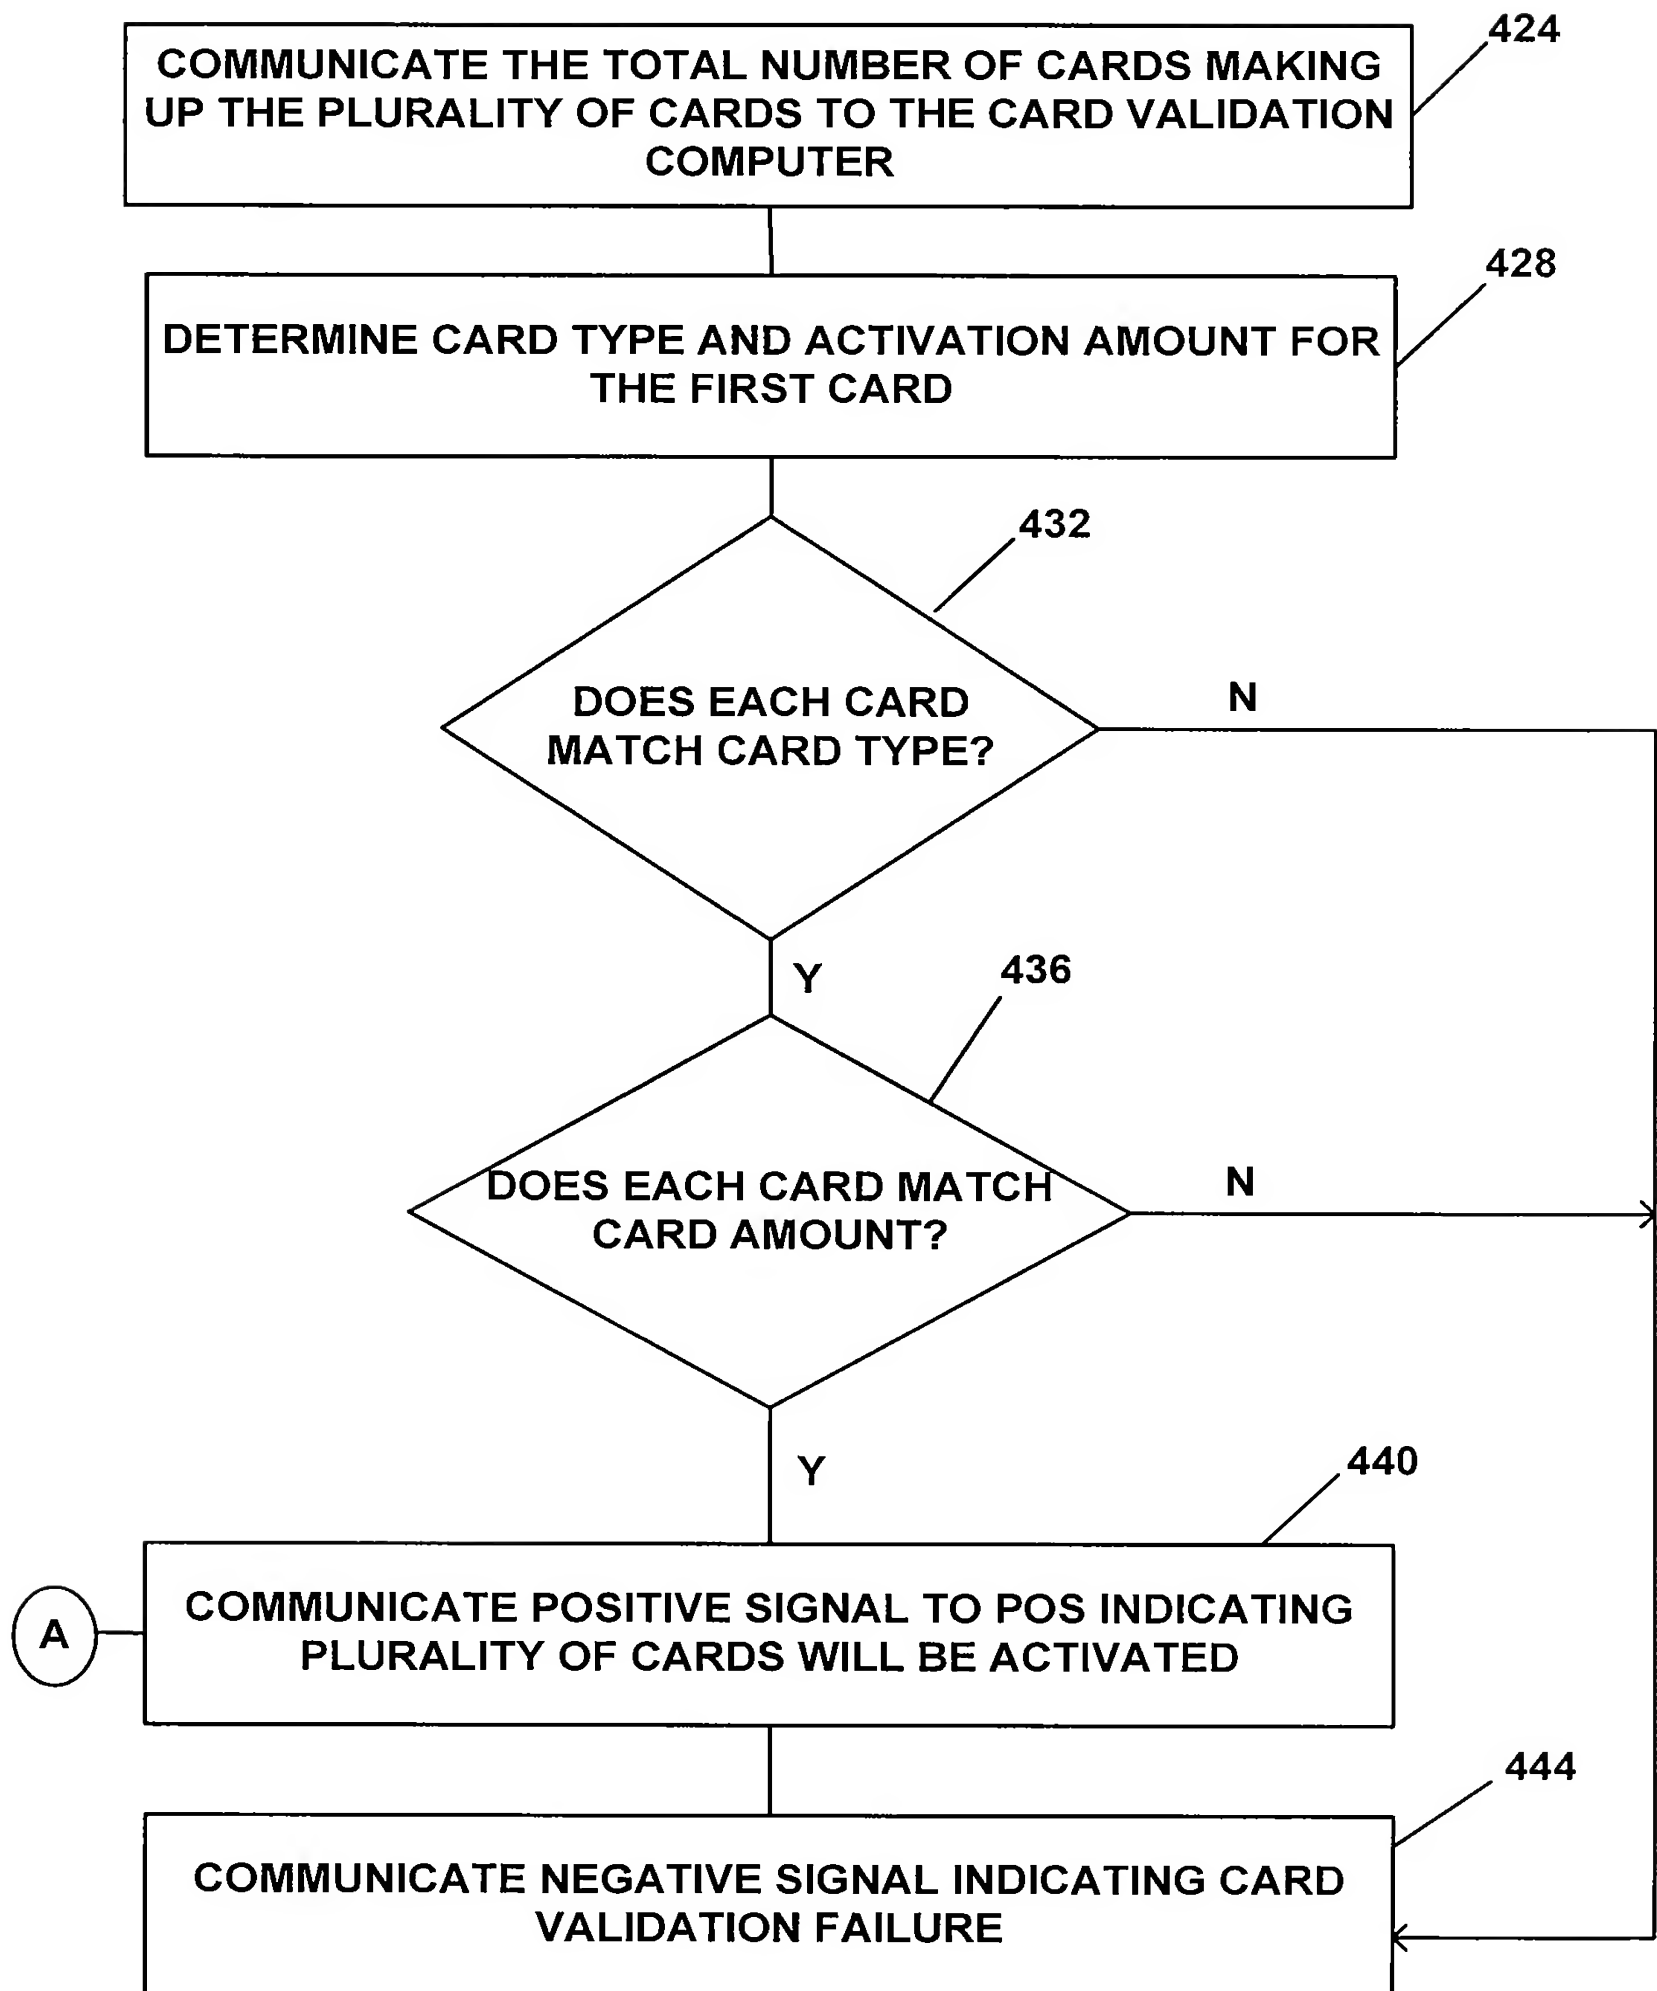 424
COMMUNICATE THE TOTAL NUMBER OF CARDS MAKING
UP THE PLURALITY OF CARDS TO THE CARD VALIDATION
COMPUTER
428
DETERMINE CARD TYPE AND ACTIVATION AMOUNT FOR
THE FIRST CARD
432
DOES EACH CARD
MATCH CARD TYPE?
N
Y
436
DOES EACH CARD MATCH
CARD AMOUNT?
N
Y
440
COMMUNICATE POSITIVE SIGNAL TO POS INDICATING
PLURALITY OF CARDS WILL BE ACTIVATED
A
444
COMMUNICATE NEGATIVE SIGNAL INDICATING CARD
VALIDATION FAILURE